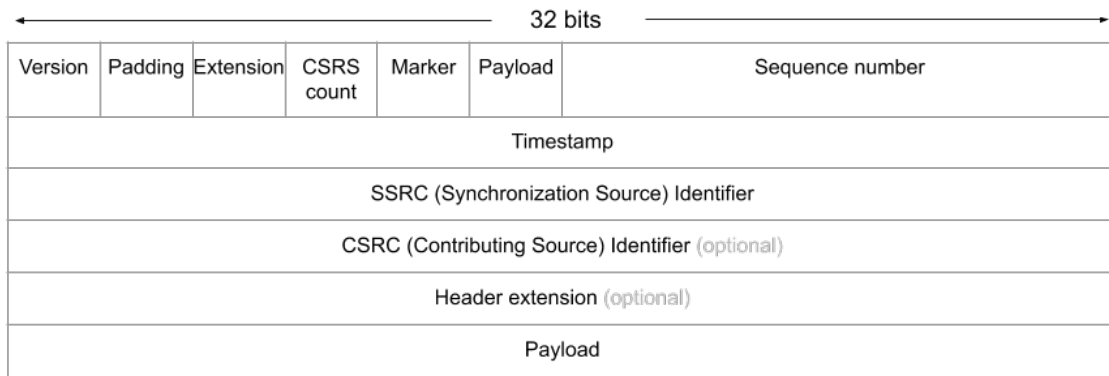 32 bits
Version Padding Extension CSRS count Marker Payload Sequence number
Timestamp
SSRC (Synchronization Source) Identifier
CSRC (Contributing Source) Identifier (optional)
Header extension (optional)
Payload